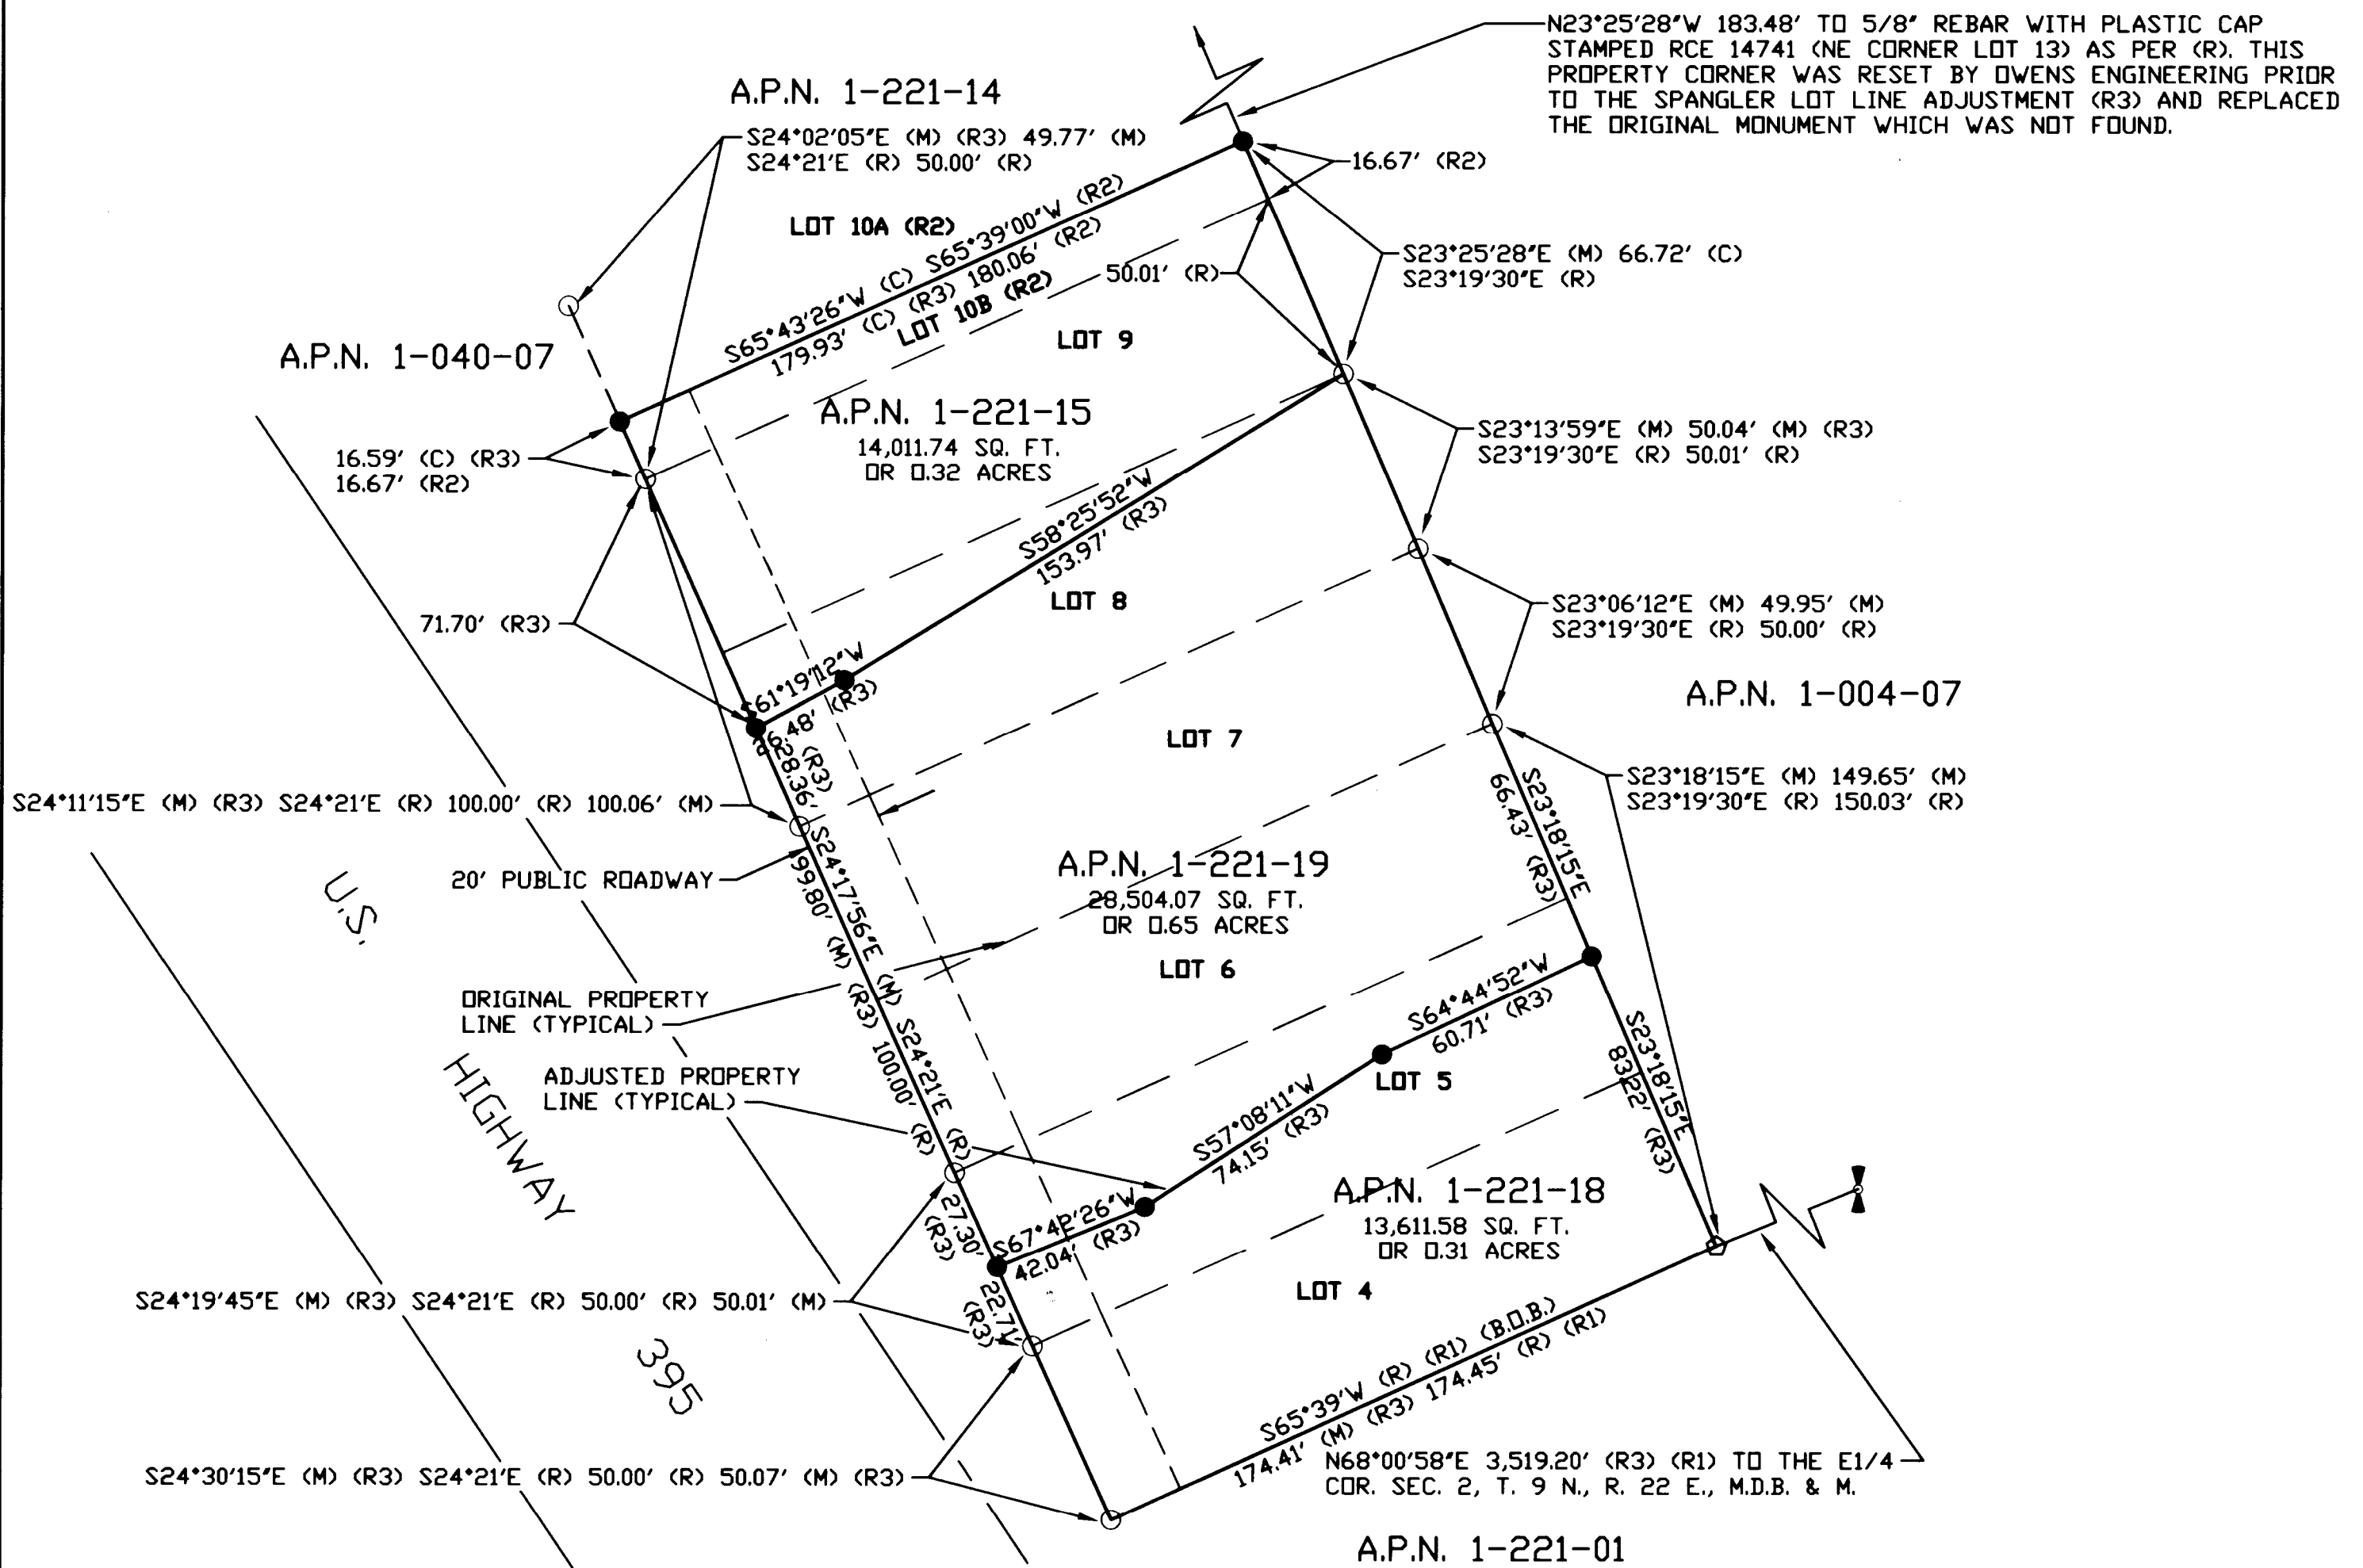 N23°25'28"W 183.48' TO 5/8" REBAR WITH PLASTIC CAP
STAMPED RCE 14741 (NE CORNER LOT 13) AS PER (R). THIS
PROPERTY CORNER WAS RESET BY OWENS ENGINEERING PRIOR
TO THE SPANGLER LOT LINE ADJUSTMENT (R3) AND REPLACED
THE ORIGINAL MONUMENT WHICH WAS NOT FOUND.
A.P.N. 1-221-14
S24°02'05"E (M) (R3) 49.77' (M)
S24°21'E (R) 50.00' (R)
16.67' (R2)
LOT 10A (R2)
S65°43'26"W (C) S65°39'00"W (R2)
179.93' (C) (R3) 180.06' (R2)
LOT 10B (R2)
50.01' (R)
S23°25'28"E (M) 66.72' (C)
S23°19'30"E (R)
LOT 9
A.P.N. 1-040-07
A.P.N. 1-221-15
14,011.74 SQ. FT.
OR 0.32 ACRES
16.59' (C) (R3)
16.67' (R2)
S23°13'59"E (M) 50.04' (M) (R3)
S23°19'30"E (R) 50.01' (R)
S58°25'52"W
153.97' (R3)
LOT 8
71.70' (R3)
S23°06'12"E (M) 49.95' (M)
S23°19'30"E (R) 50.00' (R)
S61°19'12"W
26.48' (R3)
28.36' (R3)
A.P.N. 1-004-07
LOT 7
S23°18'15"E (M) 149.65' (M)
S23°19'30"E (R) 150.03' (R)
S24°11'15"E (M) (R3) S24°21'E (R) 100.00' (R) 100.06' (M)
S23°18'15"E
66.43' (R3)
20' PUBLIC ROADWAY
S24°17'56"E (M) S24°21'E (R)
99.80' (M) (R3) 100.00' (R)
A.P.N. 1-221-19
28,504.07 SQ. FT.
OR 0.65 ACRES
LOT 6
U.S.
HIGHWAY
395
ORIGINAL PROPERTY
LINE (TYPICAL)
ADJUSTED PROPERTY
LINE (TYPICAL)
S64°44'52"W
60.71' (R3)
LOT 5
S23°18'15"E
83.22' (R3)
S57°08'11"W
74.15' (R3)
A.P.N. 1-221-18
13,611.58 SQ. FT.
OR 0.31 ACRES
27.30' (R3)
S67°42'26"W
42.04' (R3)
22.71' (R3)
LOT 4
S24°19'45"E (M) (R3) S24°21'E (R) 50.00' (R) 50.01' (M)
S65°39'W (R) (R1) (B.O.B.)
174.41' (M) (R3) 174.45' (R) (R1)
S24°30'15"E (M) (R3) S24°21'E (R) 50.00' (R) 50.07' (M) (R3)
N68°00'58"E 3,519.20' (R3) (R1) TO THE E1/4
COR. SEC. 2, T. 9 N., R. 22 E., M.D.B. & M.
A.P.N. 1-221-01